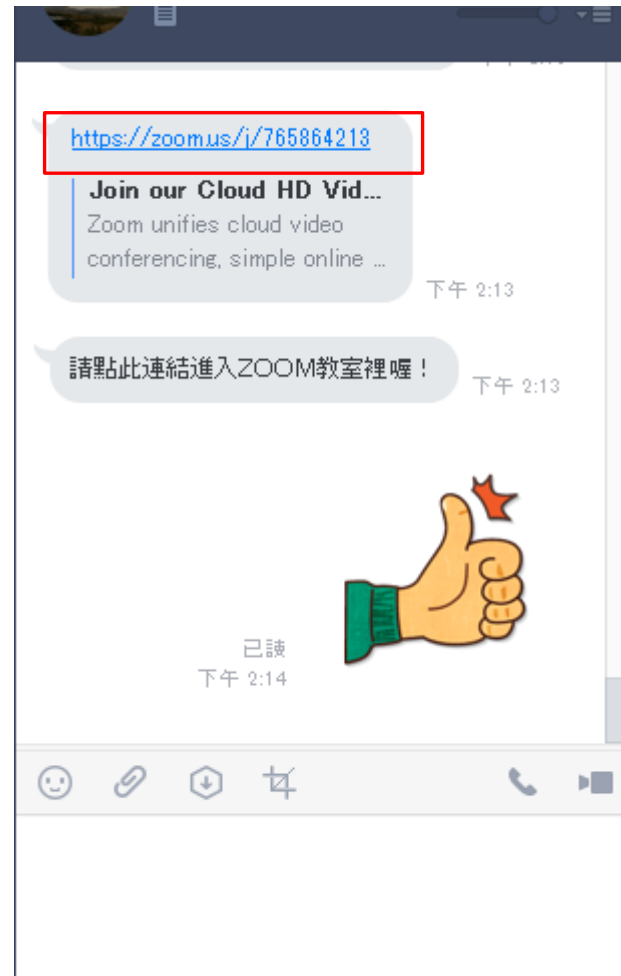 https://zoom.us/j/765864213
Join our Cloud HD Vid...
Zoom unifies cloud video
conferencing, simple online ...
下午 2:13
請點此連結進入ZOOM教室裡喔！
下午 2:13
已讀
下午 2:14